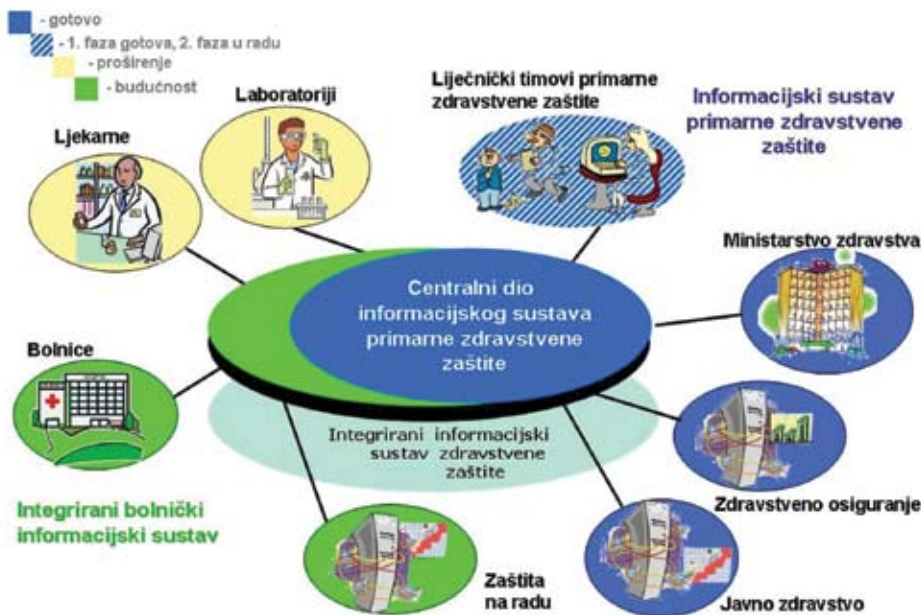 - gotovo
- 1. faza gotova, 2. faza u radu
- proširenje
- budućnost
Ljekarne
Laboratoriji
Liječnički timovi primarne
zdravstvene zaštite
Informacijski sustav
primarne zdravstvene
zaštite
Ministarstvo zdravstva
Centralni dio
informacijskog sustava
primarne zdravstvene
zaštite
Bolnice
Integrirani informacijski
sustav zdravstvene
zaštite
Integrirani bolnički
informacijski sustav
Zdravstveno osiguranje
Zaštita
na radu
Javno zdravstvo